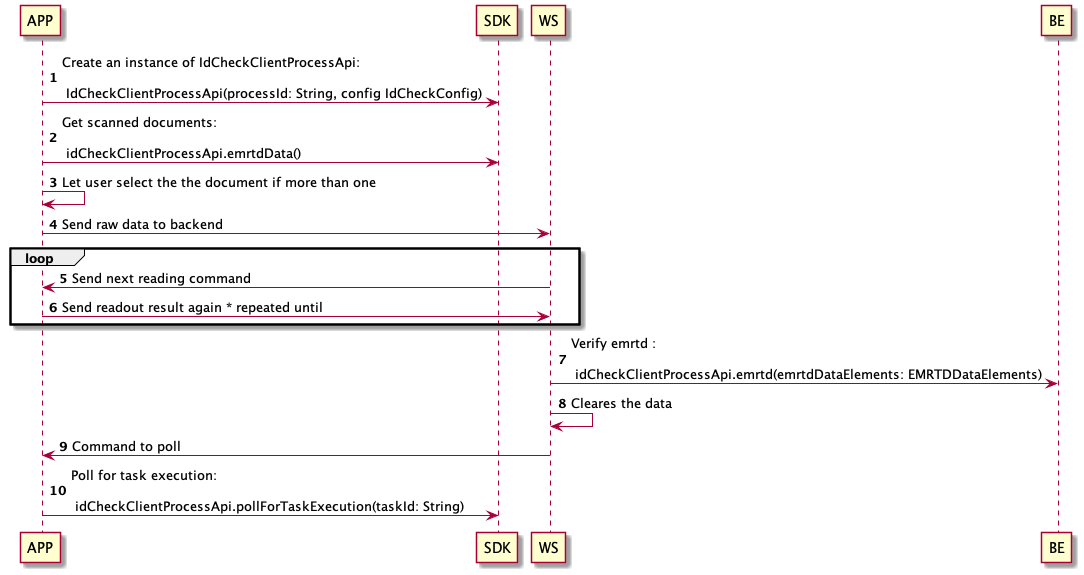 APP SDK WS BE
Create an instance of IdCheckClientProcessApi:
1
IdCheckClientProcessApi(processId: String, config IdCheckConfig)
Get scanned documents:
2
idCheckClientProcessApi.emrtdData()
3 Let user select the the document if more than one
4 Send raw data to backend
loop
5 Send next reading command
6 Send readout result again * repeated until
Verify emrtd :
7
idCheckClientProcessApi.emrtd(emrtdDataElements: EMRTDDataElements)
8 Cleares the data
9 Command to poll
Poll for task execution:
10
idCheckClientProcessApi.pollForTaskExecution(taskId: String)
APP SDK WS BE